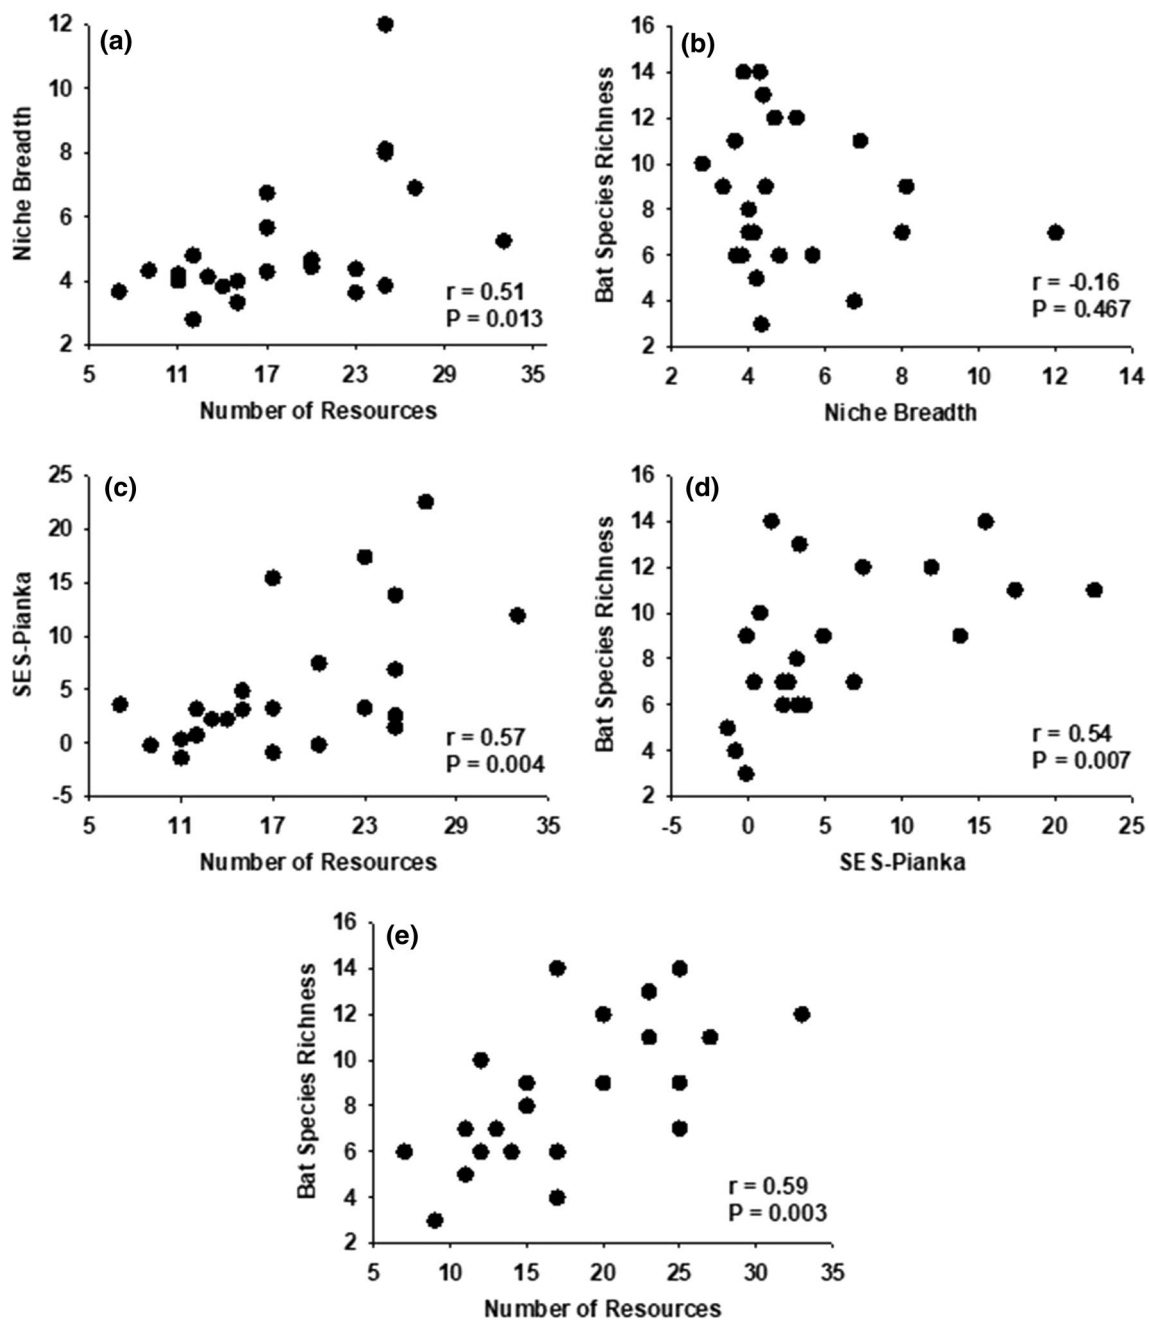 (a)
12
10
8
6
4
2
Niche Breadth
r = 0.51
P = 0.013
5 11 17 23 29 35
Number of Resources
(b)
16
14
12
10
8
6
4
2
Bat Species Richness
r = -0.16
P = 0.467
2 4 6 8 10 12 14
Niche Breadth
(c)
25
20
15
10
5
0
-5
SES-Pianka
r = 0.57
P = 0.004
5 11 17 23 29 35
Number of Resources
(d)
16
14
12
10
8
6
4
2
Bat Species Richness
r = 0.54
P = 0.007
-5 0 5 10 15 20 25
SES-Pianka
(e)
16
14
12
10
8
6
4
2
Bat Species Richness
r = 0.59
P = 0.003
5 10 15 20 25 30 35
Number of Resources